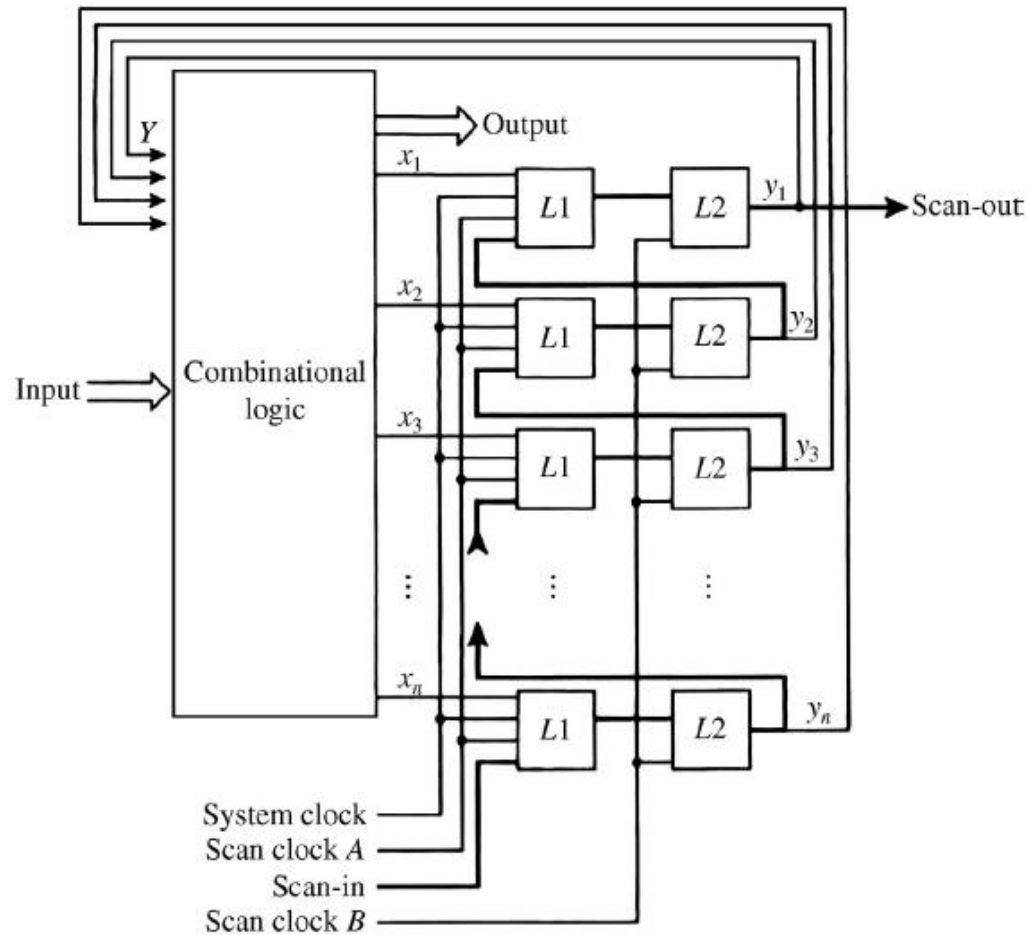 Y
Output
x1
L1
L2
y1
Scan-out
x2
L1
L2
y2
Input
Combinational
logic
x3
L1
L2
y3
...
...
...
xn
L1
L2
yn
System clock
Scan clock A
Scan-in
Scan clock B